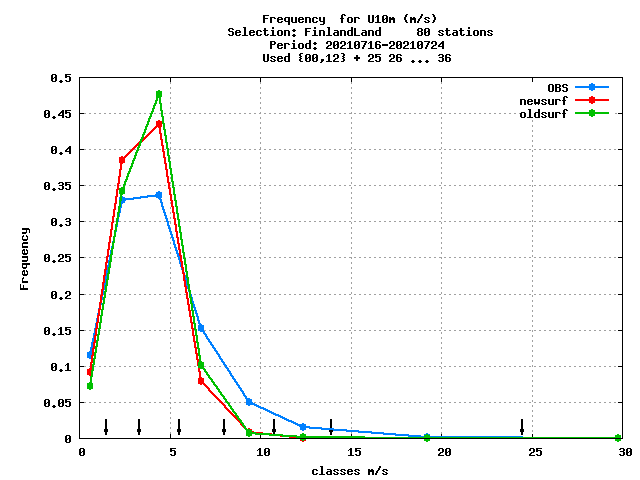 Frequency  for U10m (m/s)
Selection: FinlandLand     80 stations
Period: 20210716-20210724
Used {00,12} + 25 26 ... 36
OBS
newsurf
oldsurf
0.5
0.45
0.4
0.35
0.3
0.25
0.2
0.15
0.1
0.05
0
Frequency
0 5 10 15 20 25 30
classes m/s